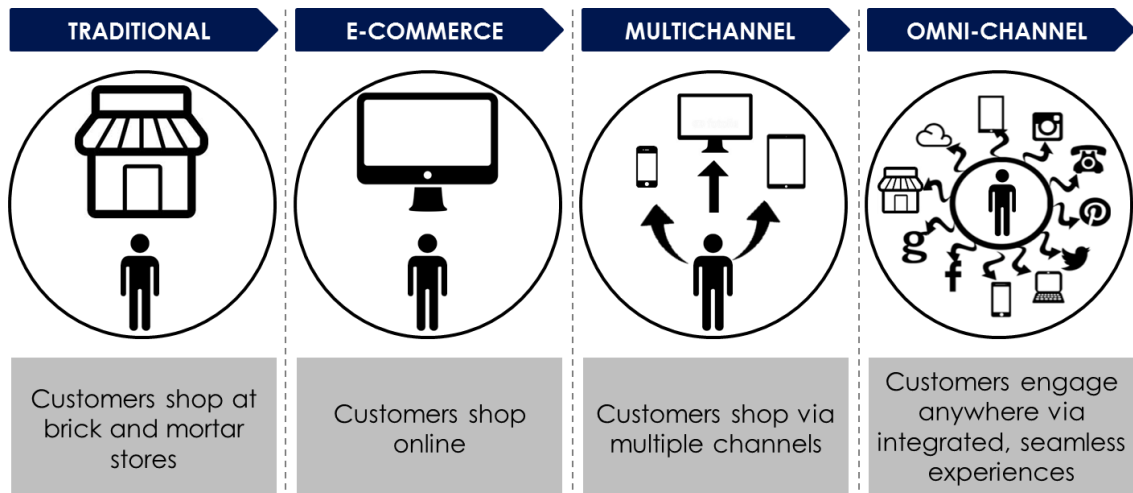 TRADITIONAL
E-COMMERCE
MULTICHANNEL
OMNI-CHANNEL
Customers shop at
brick and mortar
stores
Customers shop
online
Customers shop via
multiple channels
Customers engage
anywhere via
integrated, seamless
experiences